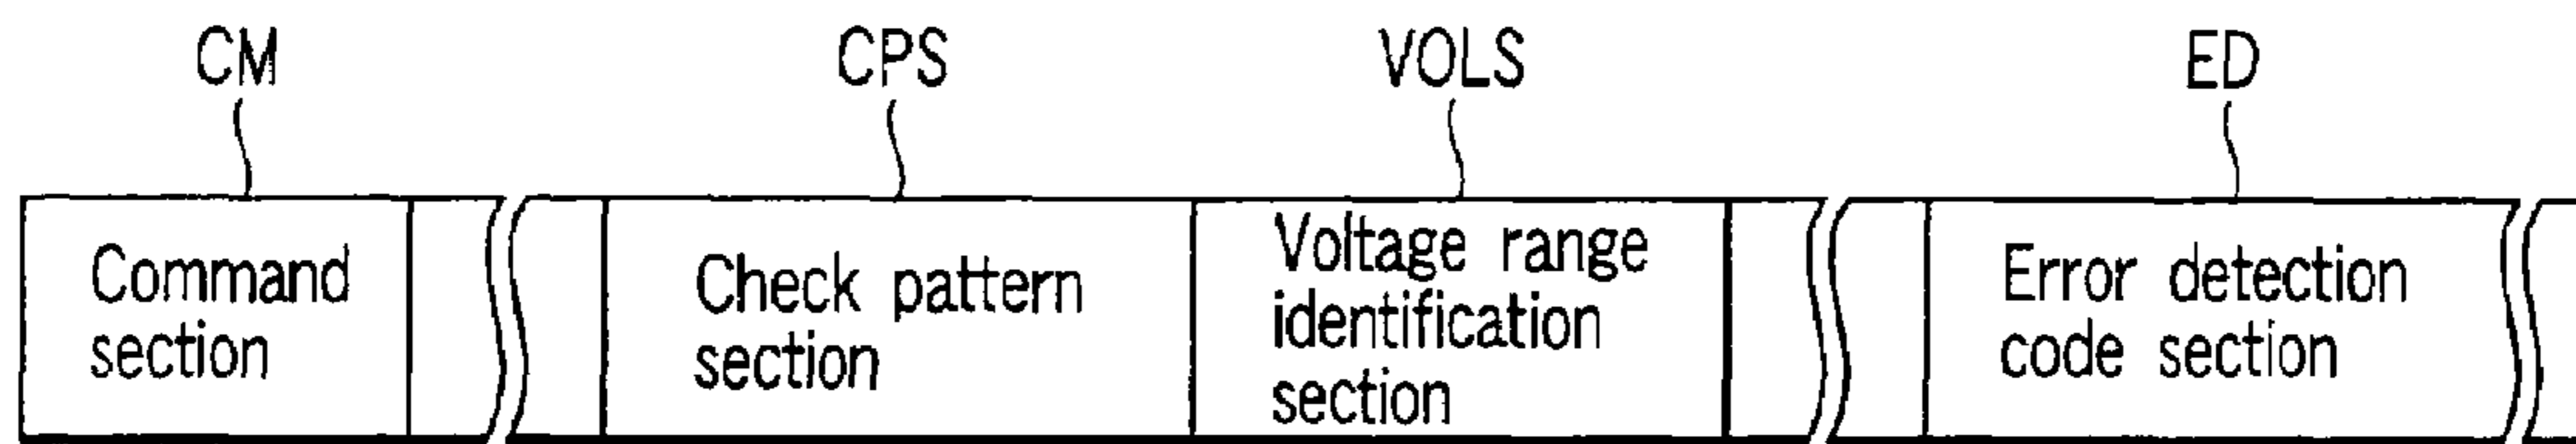 CM
CPS
VOLS
ED
Command
section
Check pattern
section
Voltage range
identification
section
Error detection
code section